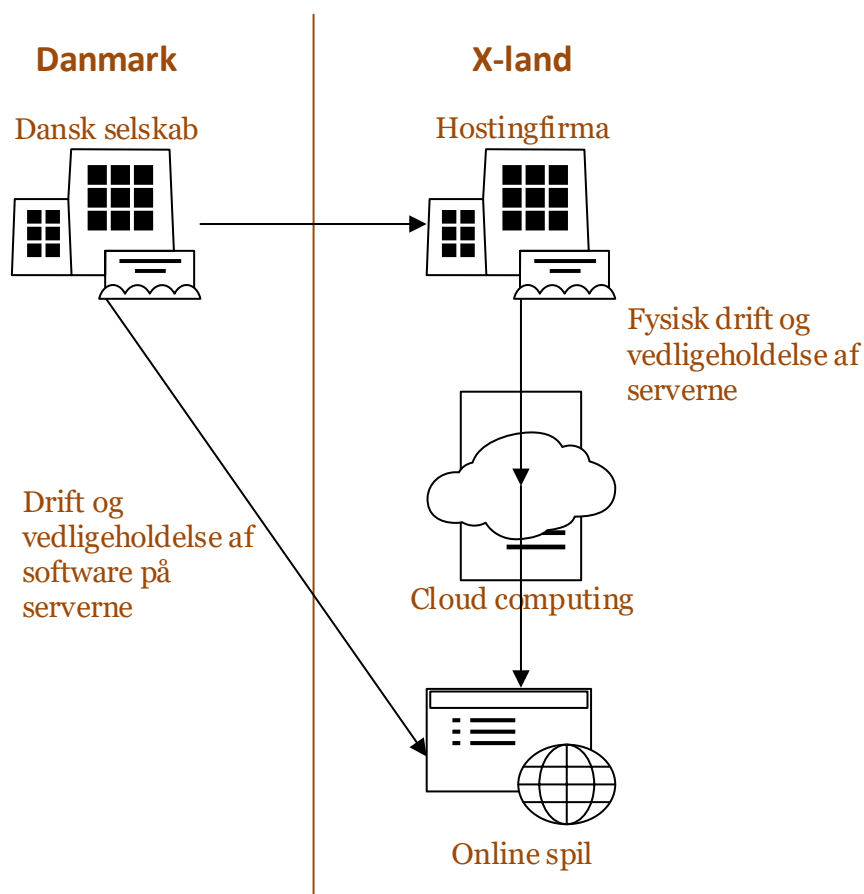 Danmark
X-land
Dansk selskab
Hostingfirma
Fysisk drift og
vedligeholdelse af
serverne
Drift og
vedligeholdelse af
software på
serverne
Cloud computing
Online spil